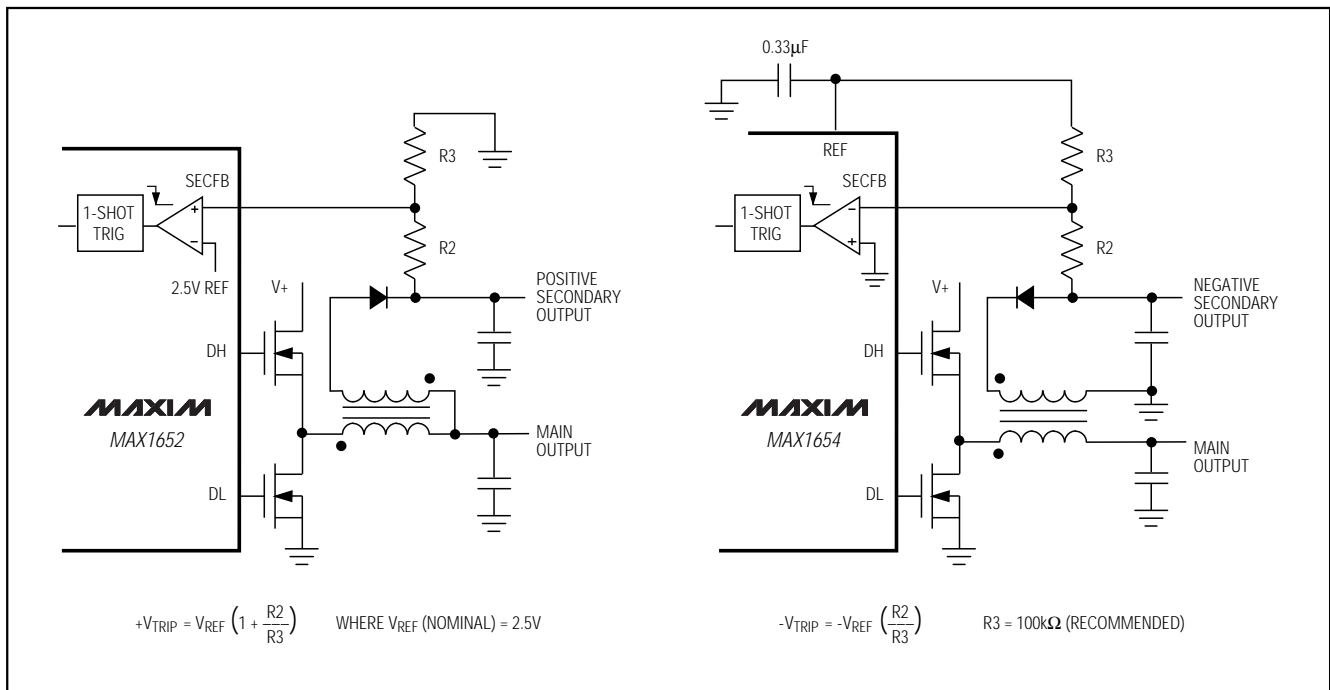 R3
SECFB
+
1-SHOT
TRIG
−
R2
2.5V REF
V+
POSITIVE
SECONDARY
OUTPUT
DH
MAXIM
MAX1652
MAIN
OUTPUT
DL
+VTRIP = VREF (1 + R2/R3) WHERE VREF (NOMINAL) = 2.5V
0.33μF
REF
R3
SECFB
−
1-SHOT
TRIG
+
R2
V+
NEGATIVE
SECONDARY
OUTPUT
DH
MAXIM
MAX1654
MAIN
OUTPUT
DL
-VTRIP = -VREF (R2/R3) R3 = 100kΩ (RECOMMENDED)